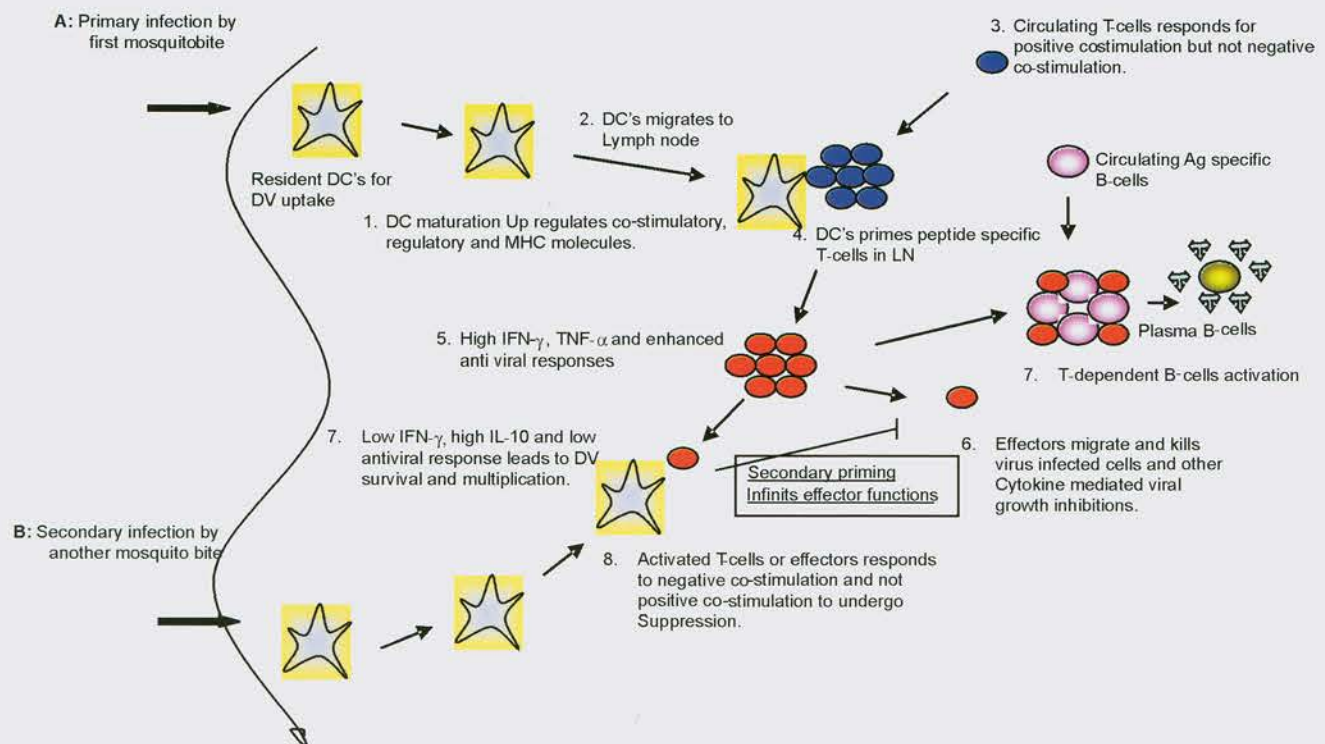 A: Primary infection by
first mosquitobite
3. Circulating T-cells responds for
positive costimulation but not negative
co-stimulation.
2. DC's migrates to
Lymph node
Circulating Ag specific
B-cells
Resident DC's for
DV uptake
1. DC maturation Up regulates co-stimulatory,
regulatory and MHC molecules.
4. DC's primes peptide specific
T-cells in LN
Plasma B-cells
5. High IFN-γ, TNF-α and enhanced
anti viral responses
7. T-dependent B-cells activation
7. Low IFN-γ, high IL-10 and low
antiviral response leads to DV
survival and multiplication.
Secondary priming
Infinits effector functions
6. Effectors migrate and kills
virus infected cells and other
Cytokine mediated viral
growth inhibitions.
B: Secondary infection by
another mosquito bite
8. Activated T-cells or effectors responds
to negative co-stimulation and not
positive co-stimulation to undergo
Suppression.